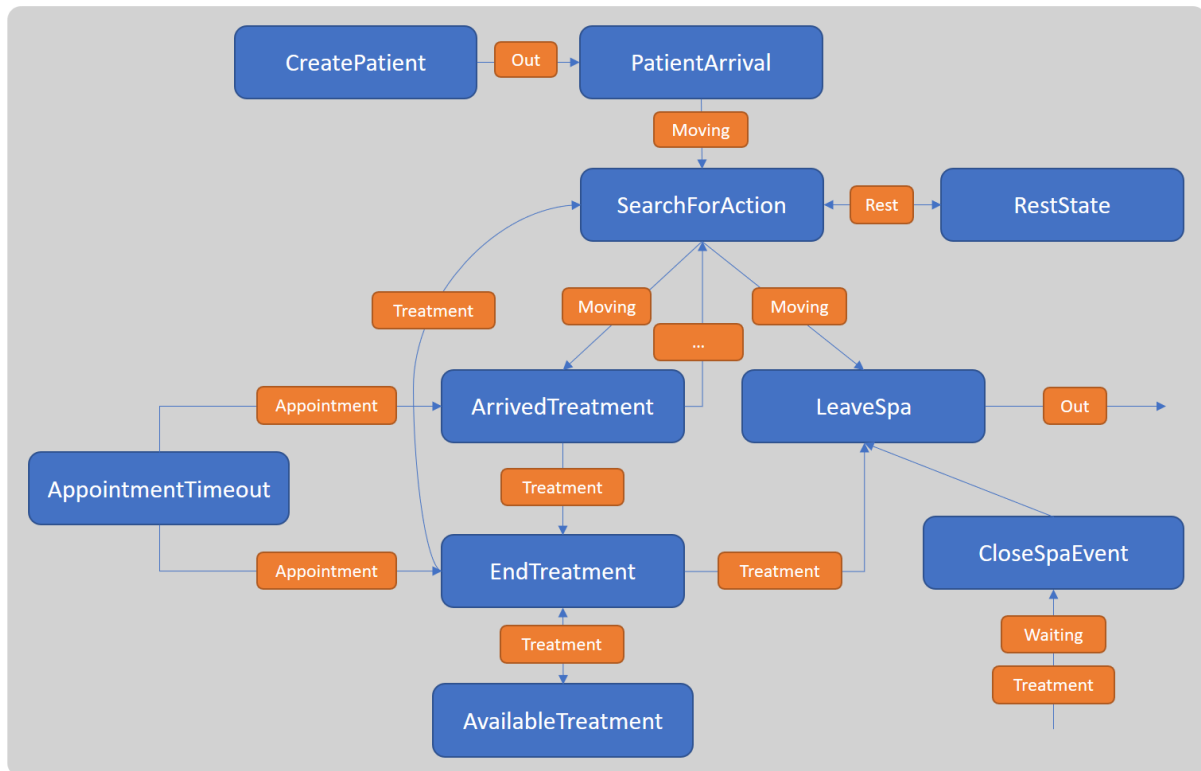 CreatePatient
Out
PatientArrival
Moving
SearchForAction
Rest
RestState
Treatment
Moving
Moving
...
Appointment
ArrivedTreatment
LeaveSpa
Out
AppointmentTimeout
Treatment
Appointment
EndTreatment
Treatment
CloseSpaEvent
Treatment
Waiting
Treatment
AvailableTreatment